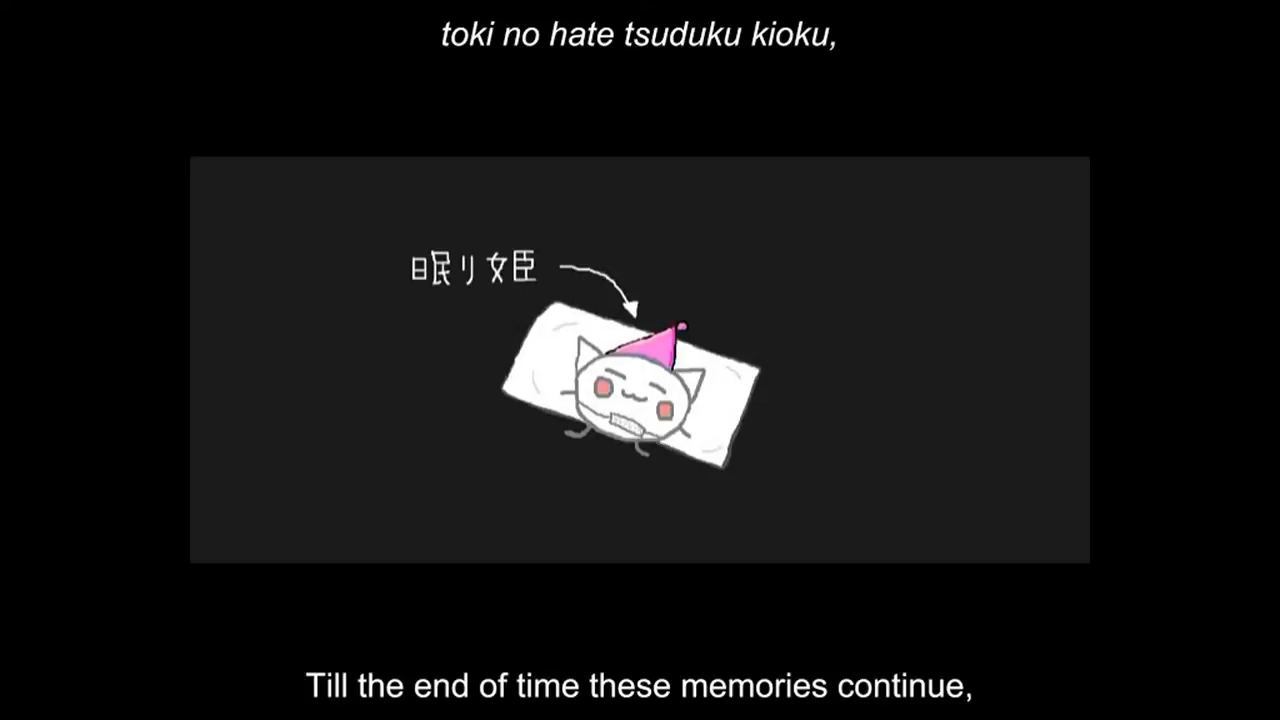 toki no hate tsuduku kioku,
眠り姫
Till the end of time these memories continue,